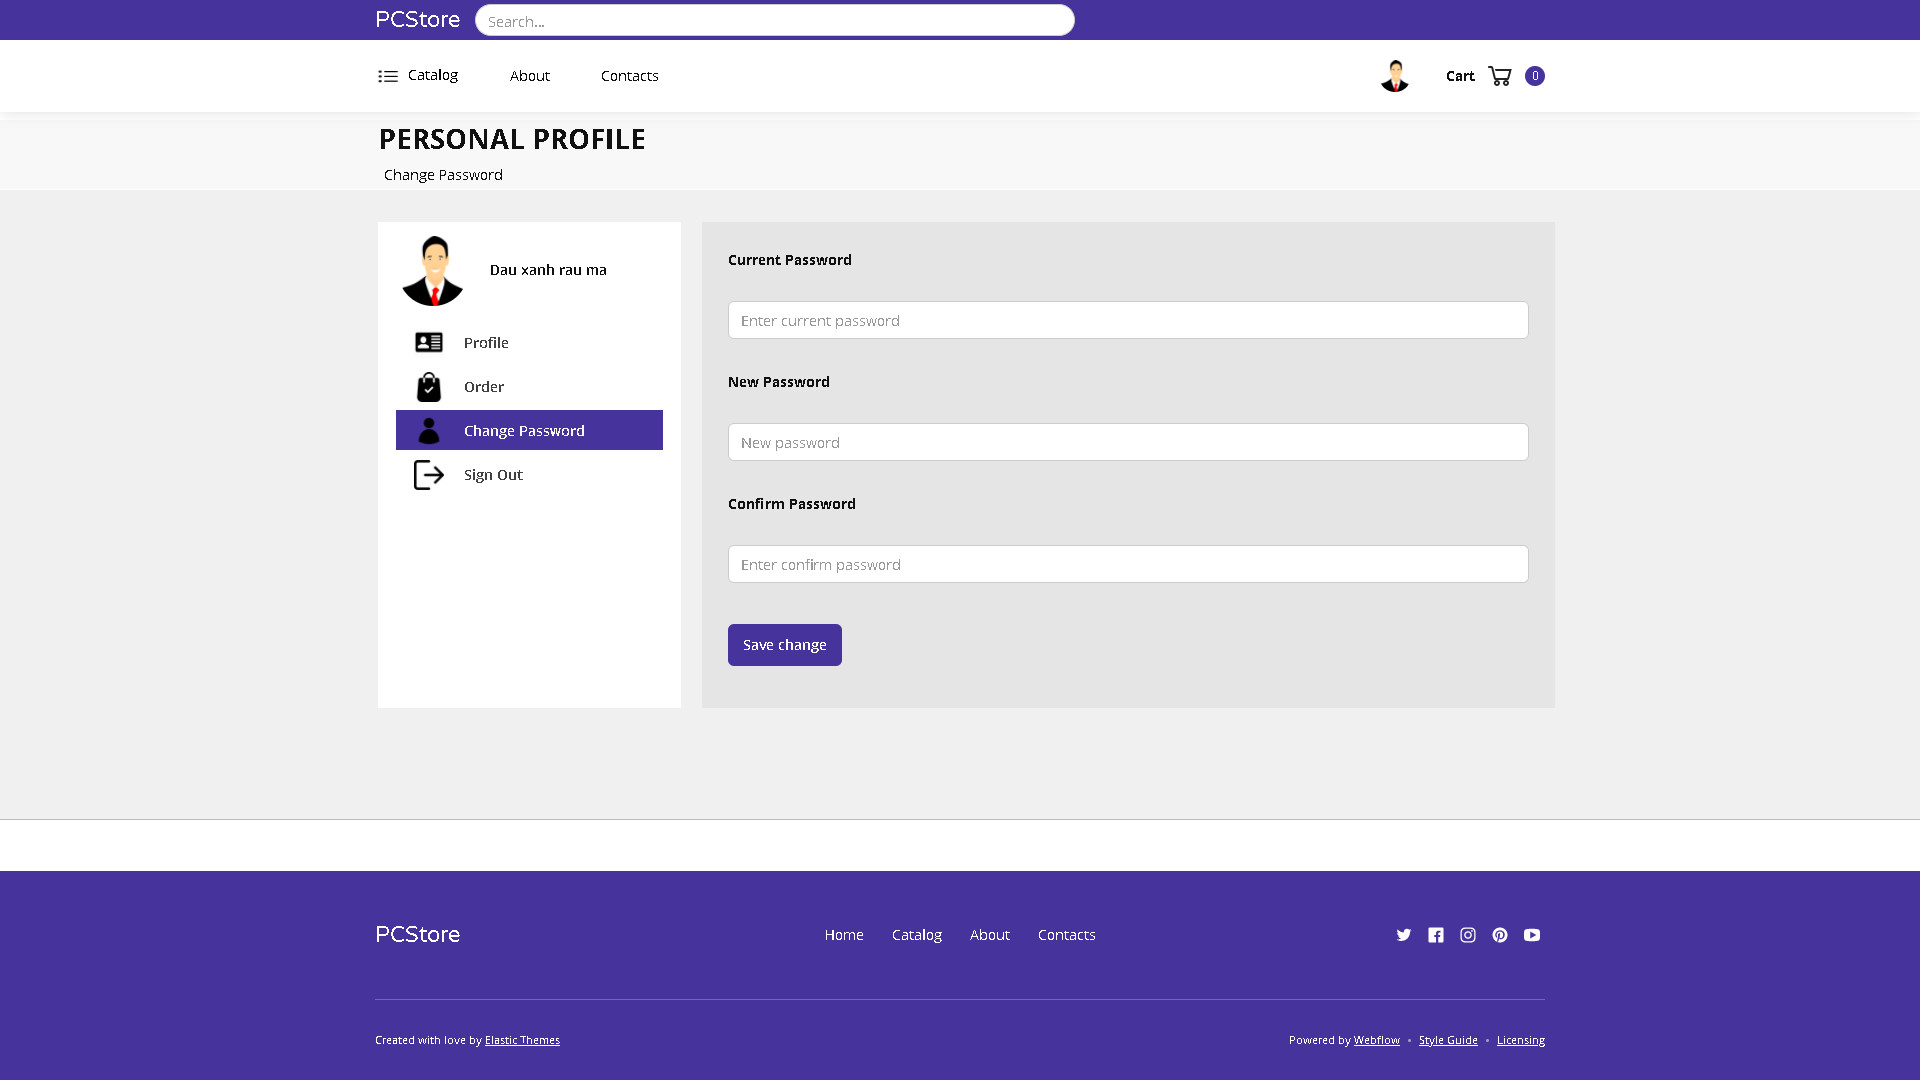 PCStore
Search...
Catalog
About
Contacts
Cart
0
PERSONAL PROFILE
Change Password
Dau xanh rau ma
Profile
Order
Change Password
Sign Out
Current Password
Enter current password
New Password
New password
Confirm Password
Enter confirm password
Save change
PCStore
Home
Catalog
About
Contacts
Created with love by Elastic Themes
Powered by Webflow • Style Guide • Licensing